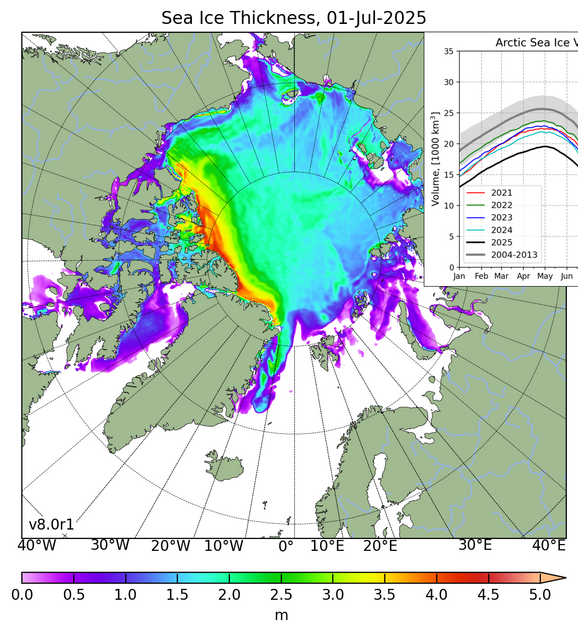 Sea Ice Thickness, 01-Jul-2025
Arctic Sea Ice V
Volume, [1000 km³]
35
30
25
20
15
10
5
0
2021
2022
2023
2024
2025
2004-2013
Jan Feb Mar Apr May Jun
v8.0r1
40°W 30°W 20°W 10°W 0° 10°E 20°E 30°E 40°E
0.0 0.5 1.0 1.5 2.0 2.5 3.0 3.5 4.0 4.5 5.0
m